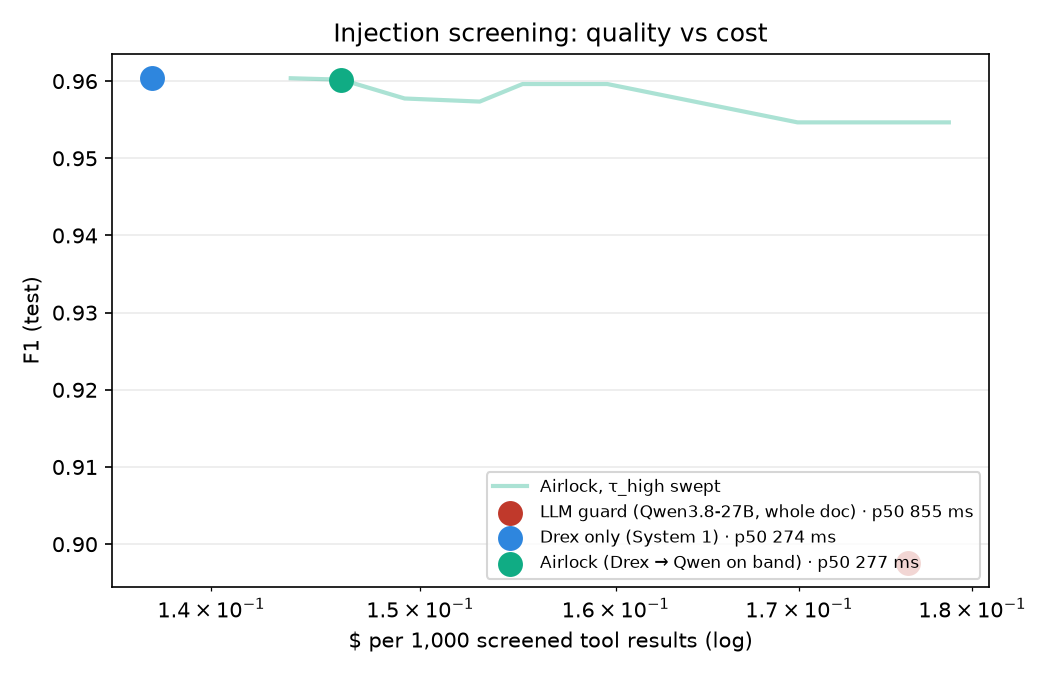 Injection screening: quality vs cost
F1 (test)
0.96
0.95
0.94
0.93
0.92
0.91
0.90
Airlock, τ_high swept
LLM guard (Qwen3.8-27B, whole doc) · p50 855 ms
Drex only (System 1) · p50 274 ms
Airlock (Drex → Qwen on band) · p50 277 ms
1.4 × 10⁻¹
1.5 × 10⁻¹
1.6 × 10⁻¹
1.7 × 10⁻¹
1.8 × 10⁻¹
$ per 1,000 screened tool results (log)